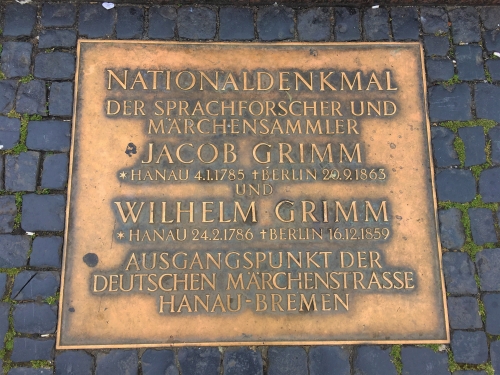 NATIONALDENKMAL
DER SPRACHFORSCHER UND
MÄRCHENSAMMLER
JACOB GRIMM
*HANAU 4.1.1785 †BERLIN 20.9.1863
UND
WILHELM GRIMM
*HANAU 24.2.1786 †BERLIN 16.12.1859
AUSGANGSPUNKT DER
DEUTSCHEN MÄRCHENSTRASSE
HANAU-BREMEN